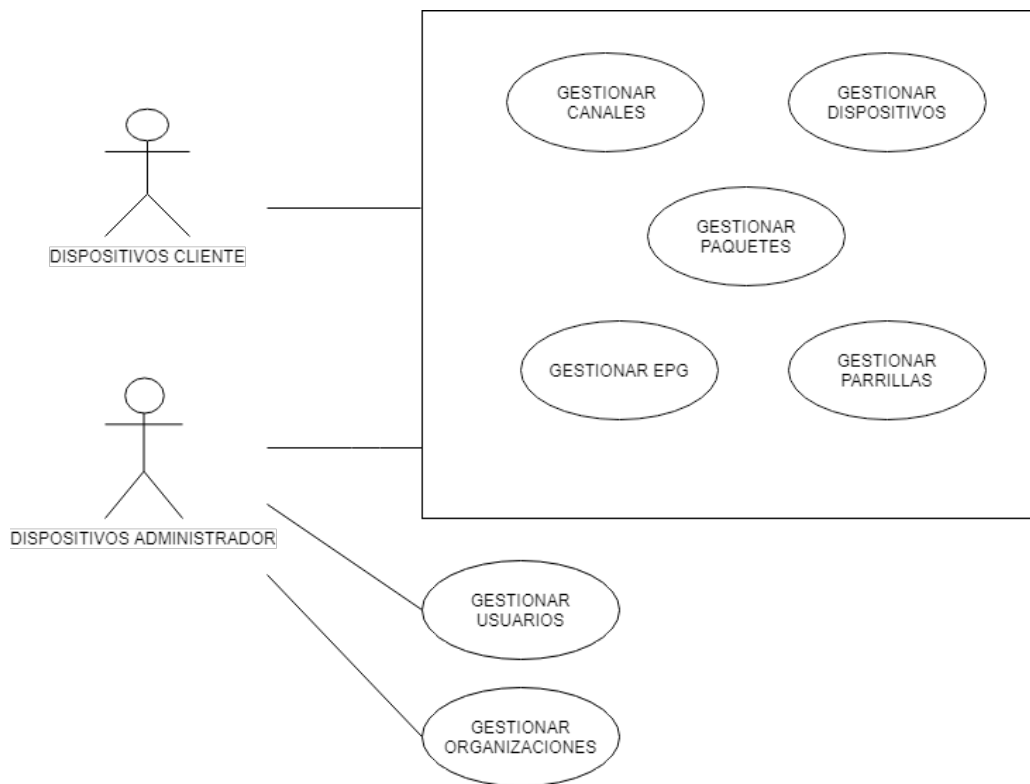 GESTIONAR
CANALES
GESTIONAR
DISPOSITIVOS
GESTIONAR
PAQUETES
DISPOSITIVOS CLIENTE
GESTIONAR EPG
GESTIONAR
PARRILLAS
DISPOSITIVOS ADMINISTRADOR
GESTIONAR
USUARIOS
GESTIONAR
ORGANIZACIONES